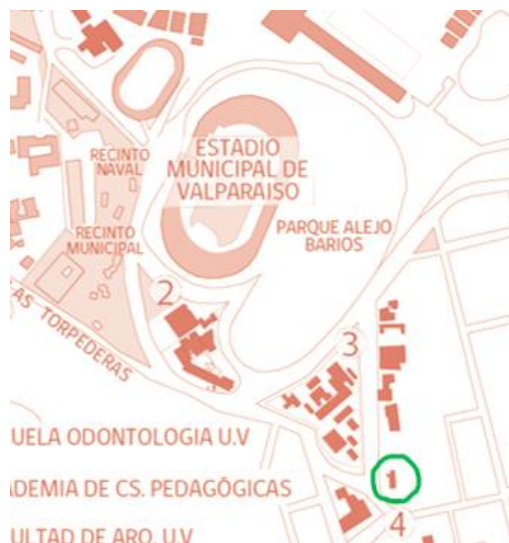 ESTADIO
MUNICIPAL DE
VALPARAISO
RECINTO
NAVAL
PARQUE ALEJO
BARIOS
RECINTO
MUNICIPAL
2
AS TORPEDERAS
3
UELA ODONTOLOGIA U.V
ADEMIA DE CS. PEDAGÓGICAS
4
ULTAD DE ARQ. U.V